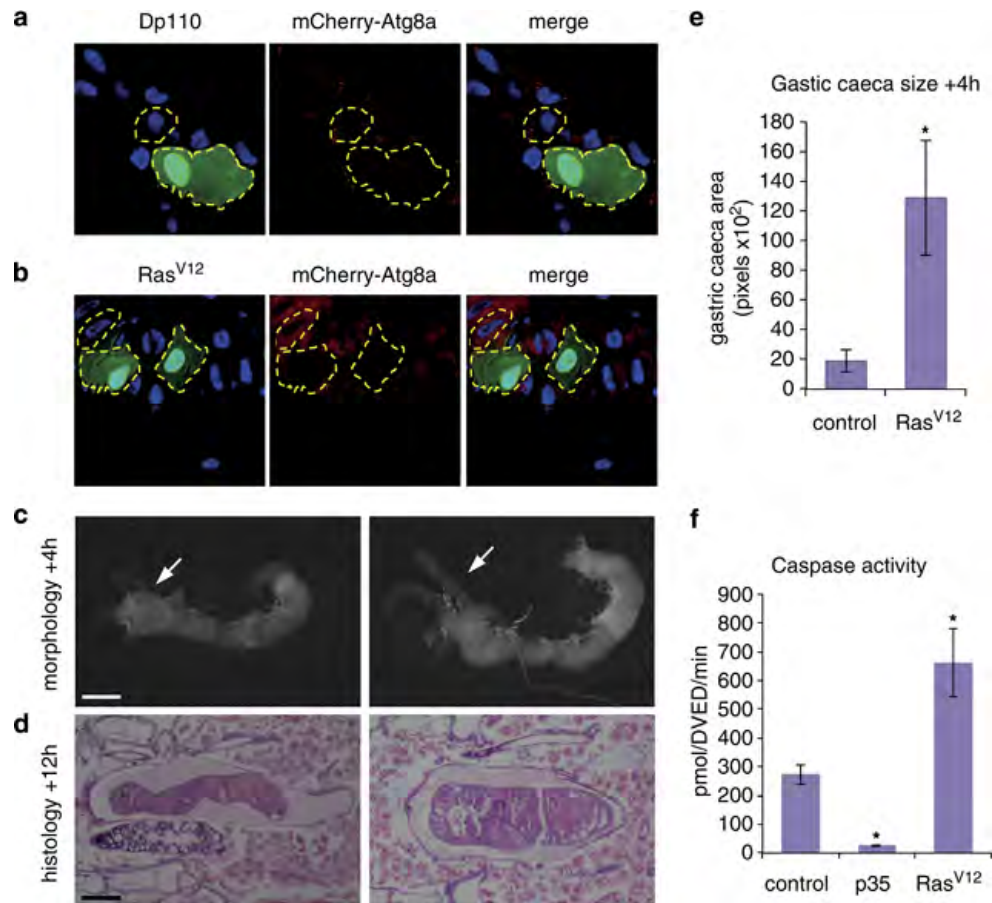 a
Dp110
mCherry-Atg8a
merge
b
Ras^V12
mCherry-Atg8a
merge
c
morphology +4h
d
histology +12h
e
Gastic caeca size +4h
gastric caeca area
(pixels x10²)
180
160
140
120
100
80
60
40
20
0
*
control
Ras^V12
f
Caspase activity
pmol/DVED/min
900
800
700
600
500
400
300
200
100
0
*
*
control
p35
Ras^V12